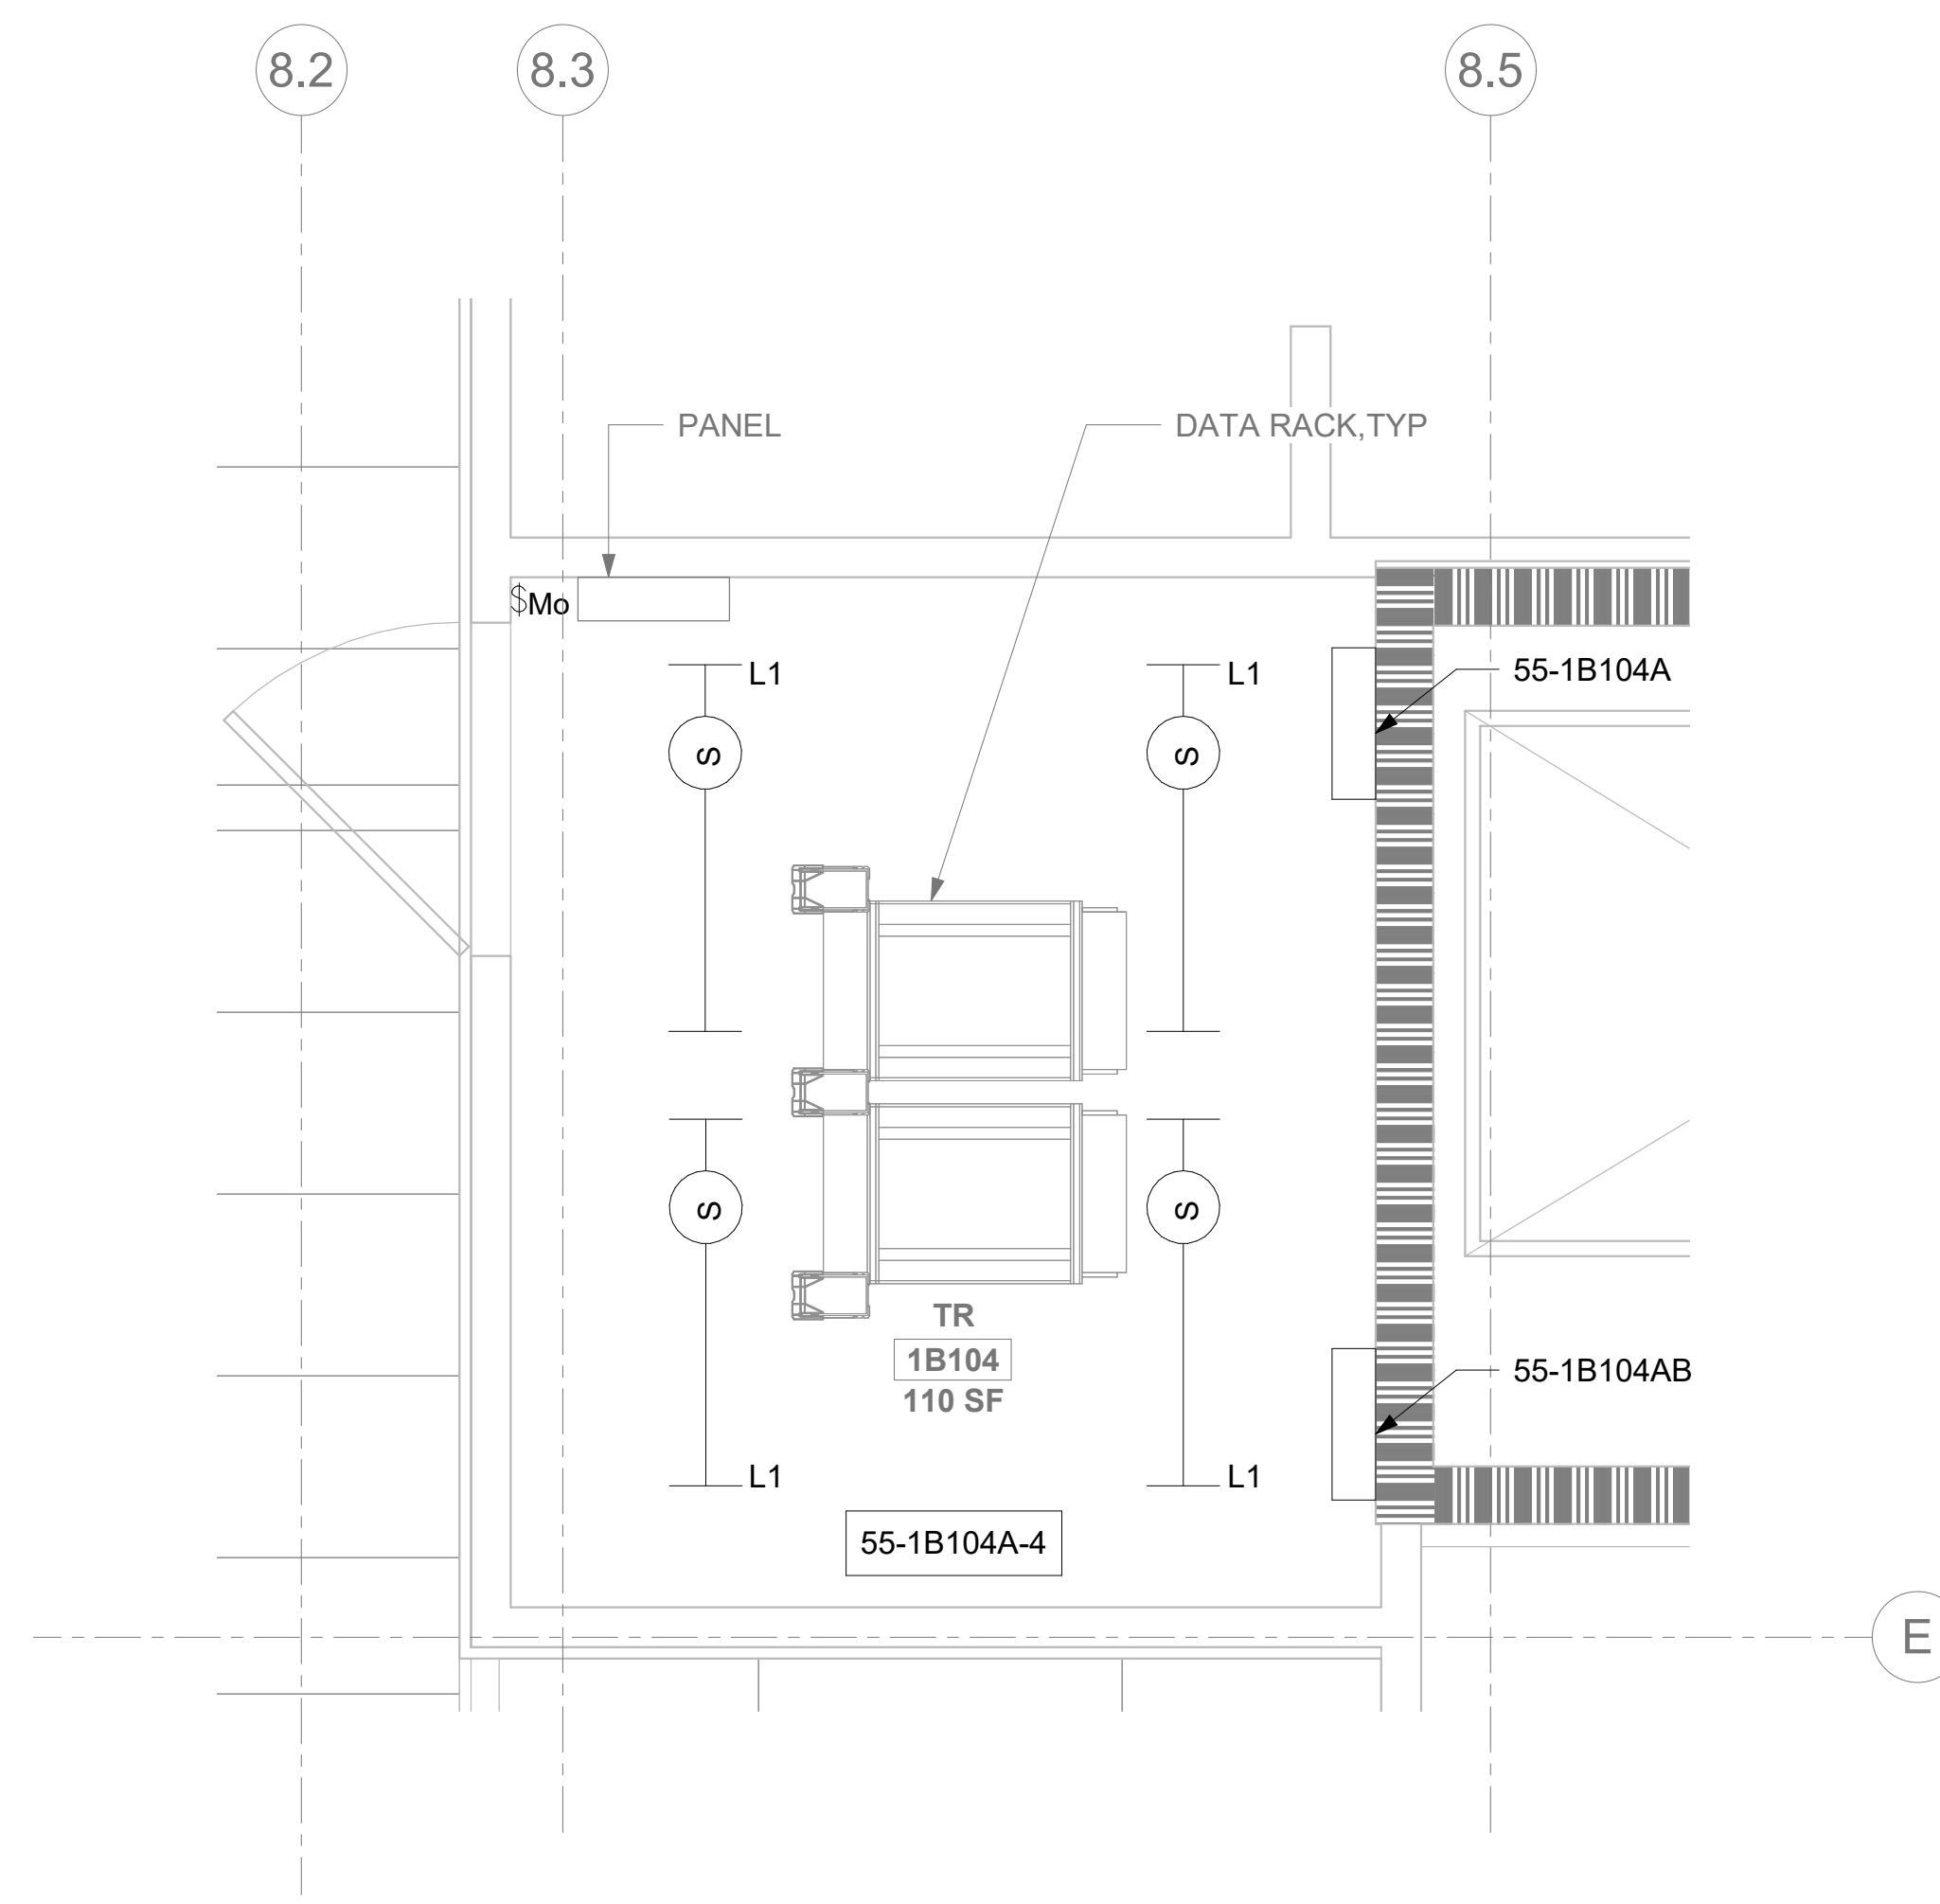 8.2
8.3
8.5
PANEL
DATA RACK,TYP
$Mo
L1
L1
55-1B104A
S
S
S
S
TR
1B104
55-1B104AB
110 SF
L1
L1
55-1B104A-4
E